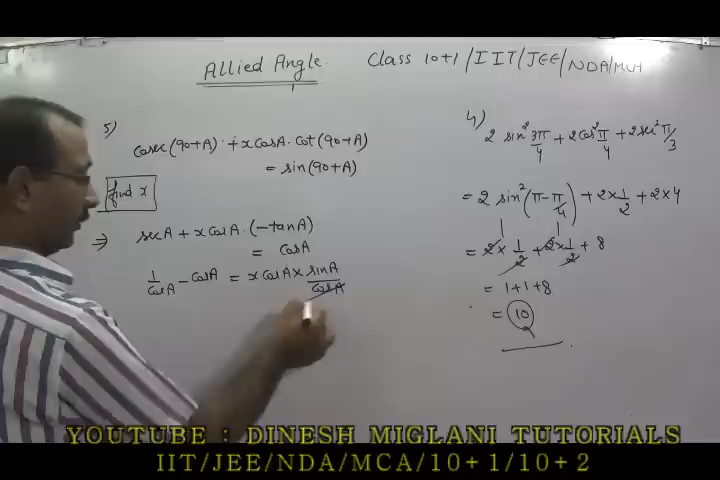 Allied Angle
Class 10+1/IIT/JEE/NDA/MCA
5)
cosec(90+A) + x cosA . cot(90+A)
= sin(90+A)
find x
⇒ secA + x cosA . (-tanA)
= cosA
1/cosA - cosA = x cosA × sinA/cosA
4)
2 sin² 3π/4 + 2cos² π/4 + 2sec² π/3
= 2 sin²(π - π/4) + 2×1/2 + 2×4
= 2×1/2 + 2×1/2 + 8
= 1+1+8
= 10
YOUTUBE : DINESH MIGLANI TUTORIALS
IIT/JEE/NDA/MCA/10+1/10+2